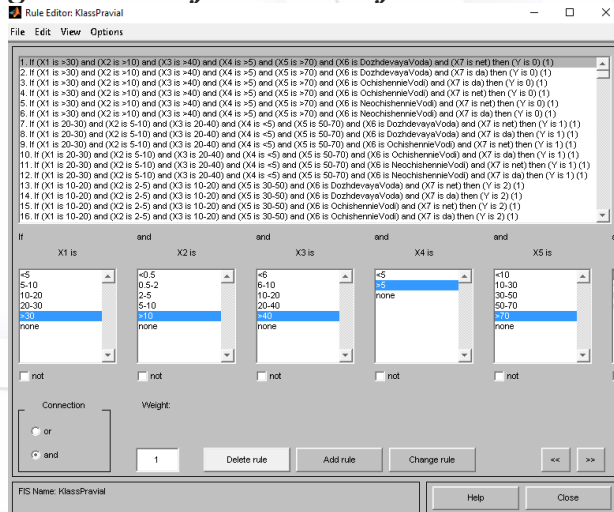 Rule Editor: KlassPravial
File Edit View Options
1. If (X1 is >30) and (X2 is >10) and (X3 is >40) and (X4 is >5) and (X5 is >70) and (X6 is DozhdevayaVoda) and (X7 is net) then (Y is 0) (1)
2. If (X1 is >30) and (X2 is >10) and (X3 is >40) and (X4 is >5) and (X5 is >70) and (X6 is DozhdevayaVoda) and (X7 is da) then (Y is 0) (1)
3. If (X1 is >30) and (X2 is >10) and (X3 is >40) and (X4 is >5) and (X5 is >70) and (X6 is OchishennieVodi) and (X7 is da) then (Y is 0) (1)
4. If (X1 is >30) and (X2 is >10) and (X3 is >40) and (X4 is >5) and (X5 is >70) and (X6 is OchishennieVodi) and (X7 is net) then (Y is 0) (1)
5. If (X1 is >30) and (X2 is >10) and (X3 is >40) and (X4 is >5) and (X5 is >70) and (X6 is NeochishennieVodi) and (X7 is net) then (Y is 0) (1)
6. If (X1 is >30) and (X2 is >10) and (X3 is >40) and (X4 is >5) and (X5 is >70) and (X6 is NeochishennieVodi) and (X7 is da) then (Y is 0) (1)
7. If (X1 is 20-30) and (X2 is 5-10) and (X3 is 20-40) and (X4 is <5) and (X5 is 50-70) and (X6 is DozhdevayaVoda) and (X7 is net) then (Y is 1) (1)
8. If (X1 is 20-30) and (X2 is 5-10) and (X3 is 20-40) and (X4 is <5) and (X5 is 50-70) and (X6 is DozhdevayaVoda) and (X7 is da) then (Y is 1) (1)
9. If (X1 is 20-30) and (X2 is 5-10) and (X3 is 20-40) and (X4 is <5) and (X5 is 50-70) and (X6 is OchishennieVodi) and (X7 is da) then (Y is 1) (1)
10. If (X1 is 20-30) and (X2 is 5-10) and (X3 is 20-40) and (X4 is <5) and (X5 is 50-70) and (X6 is OchishennieVodi) and (X7 is net) then (Y is 1) (1)
11. If (X1 is 20-30) and (X2 is 5-10) and (X3 is 20-40) and (X4 is <5) and (X5 is 50-70) and (X6 is NeochishennieVodi) and (X7 is net) then (Y is 1) (1)
12. If (X1 is 20-30) and (X2 is 5-10) and (X3 is 20-40) and (X4 is <5) and (X5 is 50-70) and (X6 is NeochishennieVodi) and (X7 is da) then (Y is 1) (1)
13. If (X1 is 10-20) and (X2 is 2-5) and (X3 is 10-20) and (X5 is 30-50) and (X6 is DozhdevayaVoda) and (X7 is net) then (Y is 2) (1)
14. If (X1 is 10-20) and (X2 is 2-5) and (X3 is 10-20) and (X5 is 30-50) and (X6 is DozhdevayaVoda) and (X7 is da) then (Y is 2) (1)
15. If (X1 is 10-20) and (X2 is 2-5) and (X3 is 10-20) and (X5 is 30-50) and (X6 is OchishennieVodi) and (X7 is net) then (Y is 2) (1)
16. If (X1 is 10-20) and (X2 is 2-5) and (X3 is 10-20) and (X5 is 30-50) and (X6 is OchishennieVodi) and (X7 is da) then (Y is 2) (1)
If and and and and
X1 is X2 is X3 is X4 is X5 is
<5 <0.5 <6 <5 <10
5-10 0.5-2 6-10 >5 10-30
10-20 2-5 10-20 none 30-50
20-30 5-10 20-40 50-70
>30 >10 >40 >70
none none none none
not not not not not
Connection Weight:
or
and 1 Delete rule Add rule Change rule << >>
FIS Name: KlassPravial Help Close